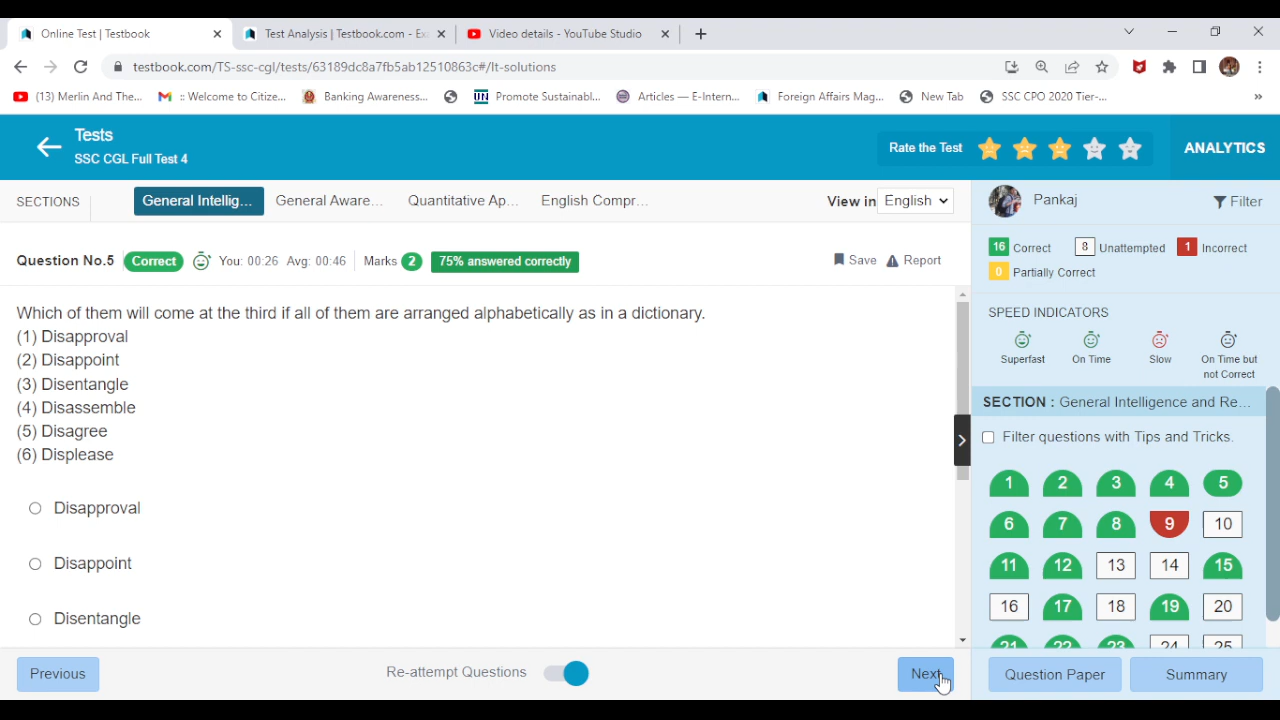 Online Test | Testbook
Test Analysis | Testbook.com - Ex
Video details - YouTube Studio
testbook.com/TS-ssc-cgl/tests/63189dc8a7fb5ab12510863c#/lt-solutions
(13) Merlin And The...
:: Welcome to Citize...
Banking Awareness...
UN Promote Sustainabl...
Articles — E-Intern...
Foreign Affairs Mag...
New Tab
SSC CPO 2020 Tier-...
»
Tests
SSC CGL Full Test 4
Rate the Test
ANALYTICS
SECTIONS
General Intellig...
General Aware...
Quantitative Ap...
English Compr...
View in English
Pankaj
Filter
Question No.5 Correct You: 00:26 Avg: 00:46 Marks 2 75% answered correctly
Save Report
16 Correct 8 Unattempted 1 Incorrect
0 Partially Correct
Which of them will come at the third if all of them are arranged alphabetically as in a dictionary.
(1) Disapproval
(2) Disappoint
(3) Disentangle
(4) Disassemble
(5) Disagree
(6) Displease
Disapproval
Disappoint
Disentangle
SPEED INDICATORS
Superfast
On Time
Slow
On Time but
not Correct
SECTION : General Intelligence and Re...
Filter questions with Tips and Tricks.
1 2 3 4 5
6 7 8 9 10
11 12 13 14 15
16 17 18 19 20
21 22 23 24 25
Previous
Re-attempt Questions
Next
Question Paper
Summary